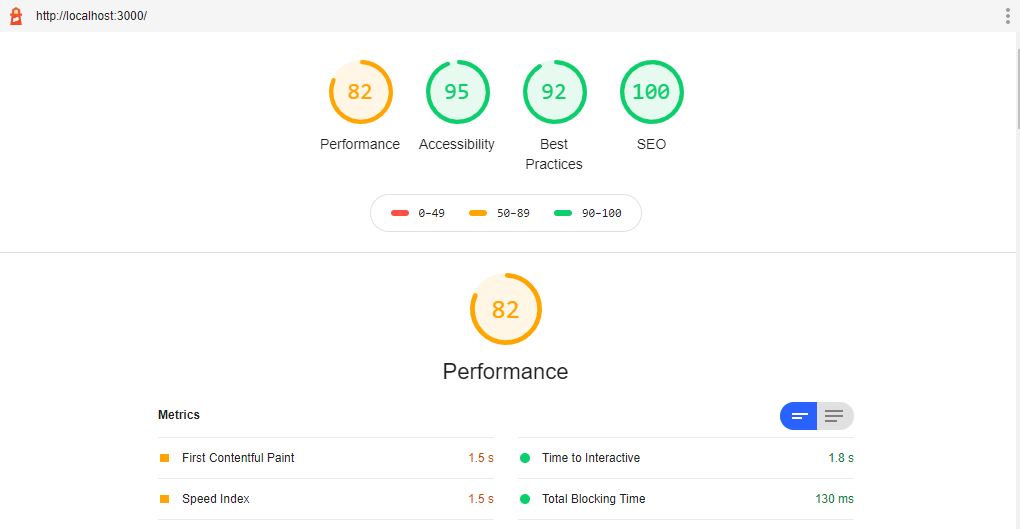 http://localhost:3000/
82
95
92
100
Performance
Accessibility
Best
Practices
SEO
0–49
50–89
90–100
82
Performance
Metrics
First Contentful Paint
1.5 s
Time to Interactive
1.8 s
Speed Index
1.5 s
Total Blocking Time
130 ms